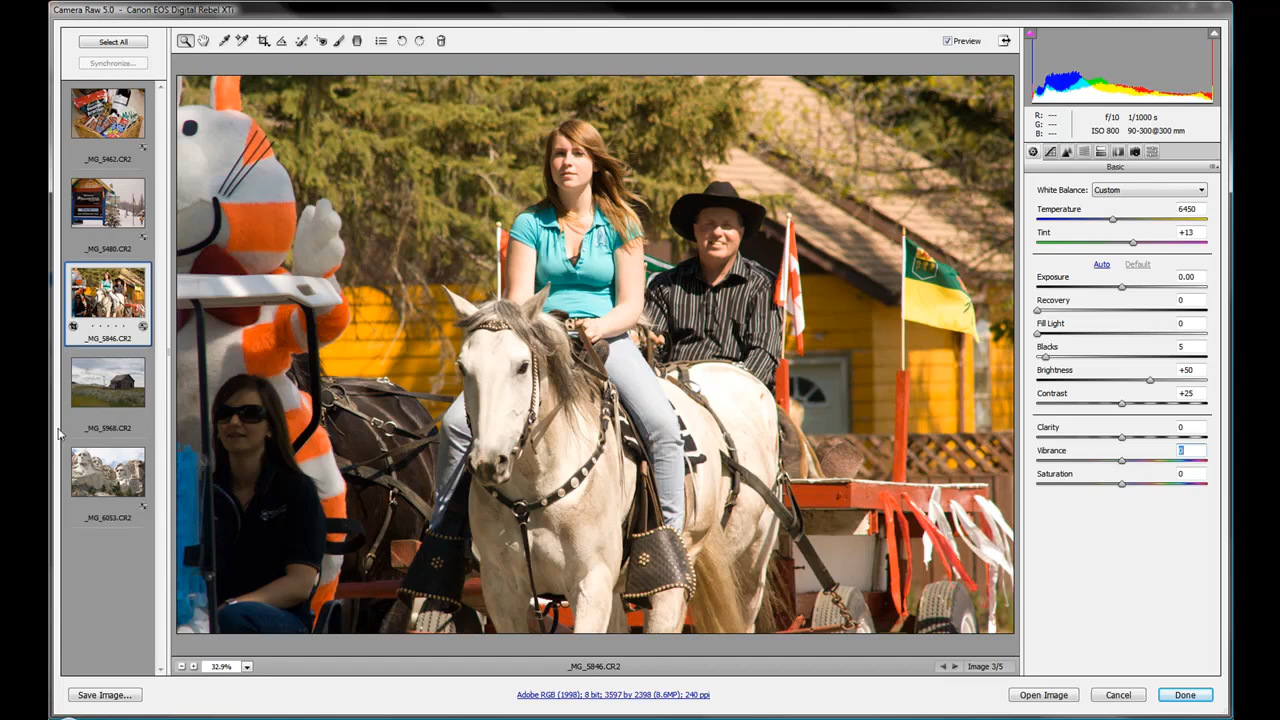 Camera Raw 5.0 - Canon EOS Digital Rebel XTi
Select All
Synchronize...
Preview
_MG_5462.CR2
_MG_5480.CR2
_MG_5846.CR2
_MG_5968.CR2
_MG_6053.CR2
R: ---
G: ---
B: ---
f/10 1/1000 s
ISO 800 90-300@300 mm
Basic
White Balance: Custom
Temperature 6450
Tint +13
Auto Default
Exposure 0.00
Recovery 0
Fill Light 0
Blacks 5
Brightness +50
Contrast +25
Clarity 0
Vibrance 0
Saturation 0
32.9%
_MG_5846.CR2
Image 3/5
Save Image...
Adobe RGB (1998); 8 bit; 3597 by 2398 (8.6MP); 240 ppi
Open Image
Cancel
Done